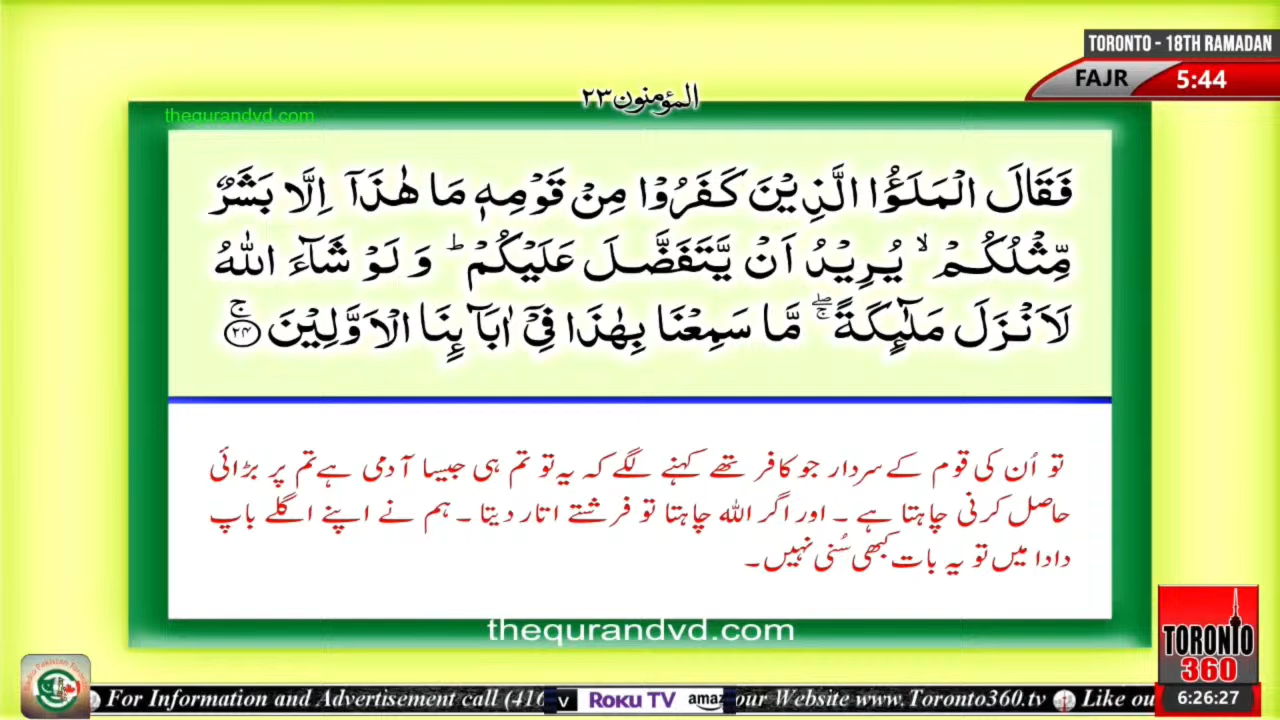 TORONTO - 18TH RAMADAN
FAJR 5:44
المؤمنون ٢٣
thequrandvd.com
فَقَالَ الْمَلَؤُا الَّذِيْنَ كَفَرُوْا مِنْ قَوْمِهٖ مَا هٰذَاۤ اِلَّا بَشَرٌ
مِّثْلُكُمْ ۙ يُرِيْدُ اَنْ يَّتَفَضَّلَ عَلَيْكُمْ ؕ وَلَوْ شَآءَ اللّٰهُ
لَاَنْزَلَ مَلٰٓئِكَةً ۖۚ مَّا سَمِعْنَا بِهٰذَا فِيْۤ اٰبَآئِنَا الْاَوَّلِيْنَ ۚ﴿۲۴﴾
تو اُن کی قوم کے سردار جو کافر تھے کہنے لگے کہ یہ تو تم ہی جیسا آدمی ہے تم پر بڑائی
حاصل کرنی چاہتا ہے ۔ اور اگر اللہ چاہتا تو فرشتے اتار دیتا ۔ ہم نے اپنے اگلے باپ
دادا میں تو یہ بات کبھی سُنی نہیں ۔
thequrandvd.com
TORONTO
360
6:26:27
For Information and Advertisement call (416 v Roku TV amaz our Website www.Toronto360.tv Like ou